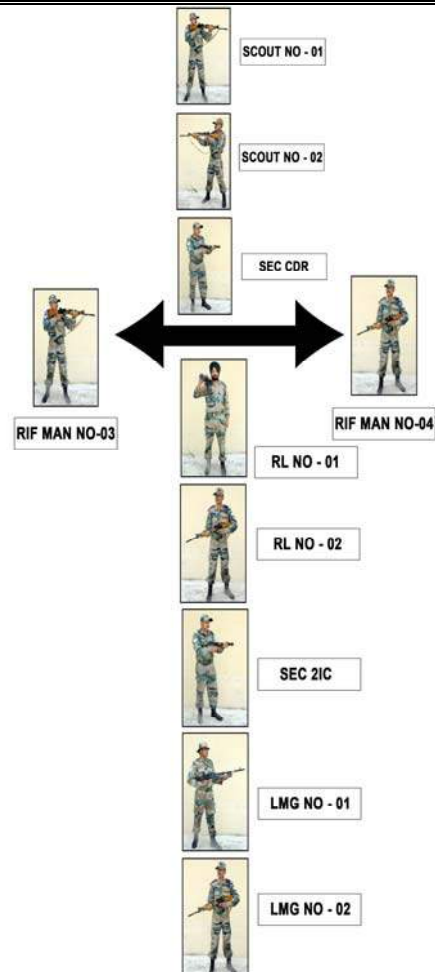 SCOUT NO - 01
SCOUT NO - 02
SEC CDR
RIF MAN NO-03
RIF MAN NO-04
RL NO - 01
RL NO - 02
SEC 2IC
LMG NO - 01
LMG NO - 02